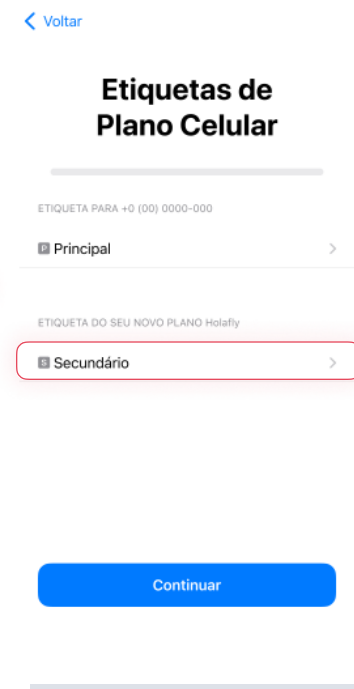 Voltar
Etiquetas de
Plano Celular
ETIQUETA PARA +0 (00) 0000-000
P Principal
ETIQUETA DO SEU NOVO PLANO Holafly
S Secundário
Continuar